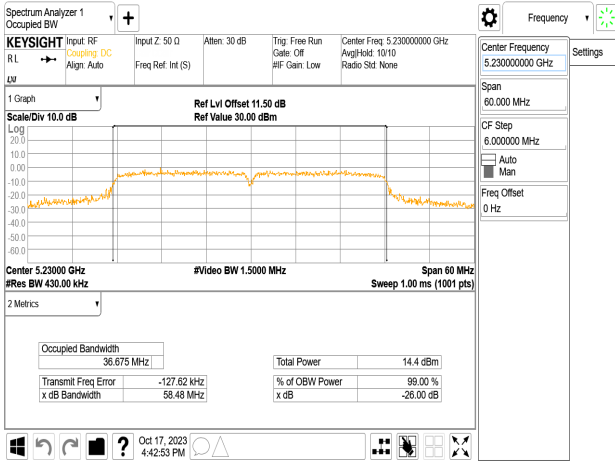 Spectrum Analyzer 1
Occupied BW
Frequency
KEYSIGHT
Input: RF
Coupling: DC
Align: Auto
Input Z: 50 Ω
Freq Ref: Int (S)
Atten: 30 dB
Trig: Free Run
Gate: Off
#IF Gain: Low
Center Freq: 5.230000000 GHz
Avg|Hold: 10/10
Radio Std: None
R L
LXI
Center Frequency
5.230000000 GHz
Settings
Span
60.000 MHz
CF Step
6.000000 MHz
Auto
Man
Freq Offset
0 Hz
1 Graph
Ref Lvl Offset 11.50 dB
Scale/Div 10.0 dB
Ref Value 30.00 dBm
Log
20.0
10.0
0.00
-10.0
-20.0
-30.0
-40.0
-50.0
-60.0
Center 5.23000 GHz
#Video BW 1.5000 MHz
Span 60 MHz
#Res BW 430.00 kHz
Sweep 1.00 ms (1001 pts)
2 Metrics
Occupied Bandwidth
36.675 MHz
Total Power 14.4 dBm
Transmit Freq Error -127.62 kHz
% of OBW Power 99.00 %
x dB Bandwidth 58.48 MHz
x dB -26.00 dB
?
Oct 17, 2023
4:42:53 PM